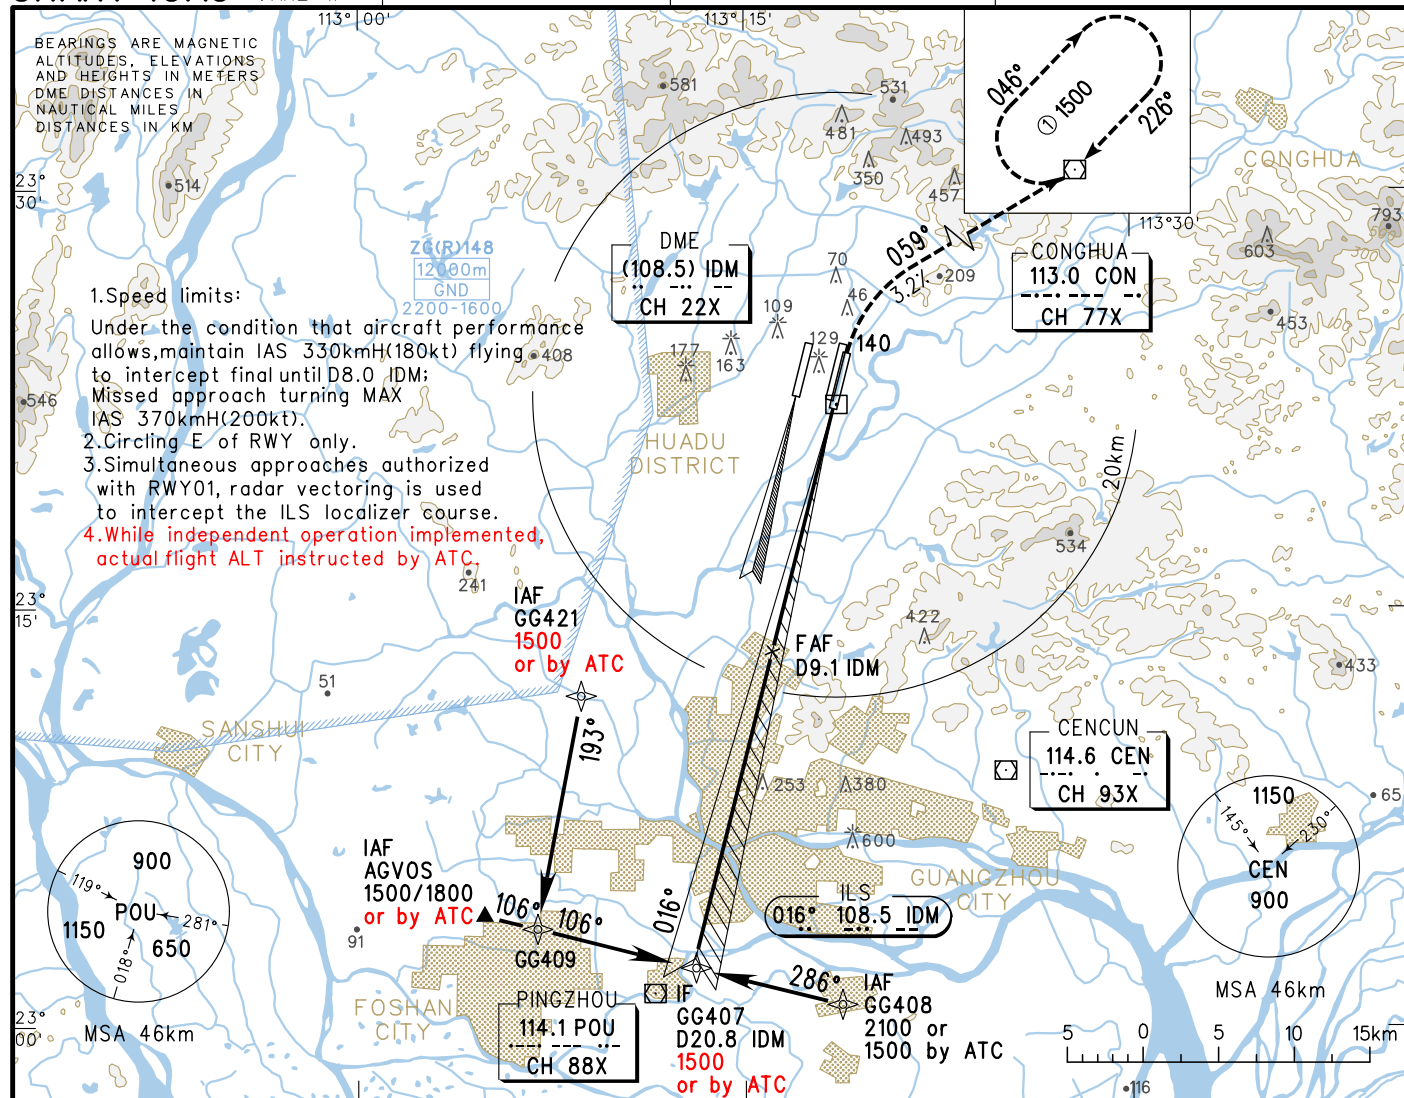 113° 00'
113° 15'
BEARINGS ARE MAGNETIC
ALTITUDES, ELEVATIONS
AND HEIGHTS IN METERS
DME DISTANCES IN
NAUTICAL MILES
DISTANCES IN KM
581
531
481
493
350
457
514
046°
① 1500
226°
CONGHUA
23°
30'
113°30'
793
603
453
ZG(R)148
12000m
GND
2200-1600
DME
(108.5) IDM
CH 22X
059°
3.2%
209
70
46
109
129
140
163
177
CONGHUA
113.0 CON
CH 77X
1.Speed limits:
Under the condition that aircraft performance
allows,maintain IAS 330kmH(180kt) flying
to intercept final until D8.0 IDM;
Missed approach turning MAX
IAS 370kmH(200kt).
2.Circling E of RWY only.
3.Simultaneous approaches authorized
with RWY01, radar vectoring is used
to intercept the ILS localizer course.
4.While independent operation implemented,
actual flight ALT instructed by ATC.
408
546
HUADU
DISTRICT
20km
534
241
23°
15'
IAF
GG421
1500
or by ATC
422
FAF
D9.1 IDM
433
51
SANSHUI
CITY
193°
CENCUN
114.6 CEN
CH 93X
253
380
600
65
1150
145°
230°
CEN
900
MSA 46km
900
119°
POU
281°
1150
650
018°
MSA 46km
IAF
AGVOS
1500/1800
or by ATC
106°
106°
GG409
91
016°
GUANGZHOU
CITY
ILS
016° 108.5 IDM
286°
IAF
GG408
2100 or
1500 by ATC
FOSHAN
CITY
PINGZHOU
114.1 POU
CH 88X
IF
GG407
D20.8 IDM
1500
or by ATC
23°
00'
5 0 5 10 15km
116